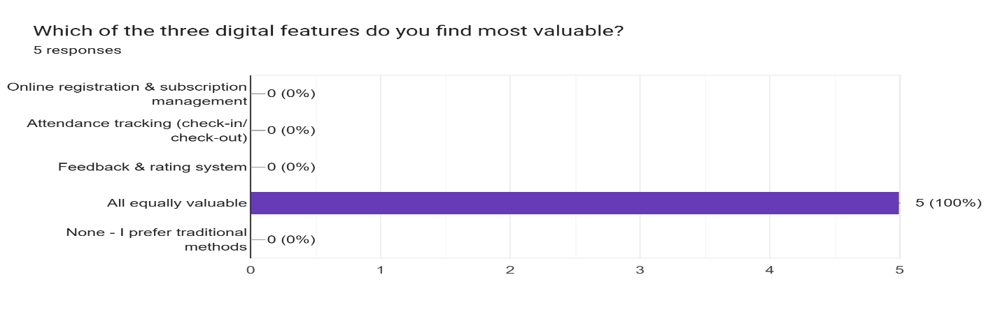 Which of the three digital features do you find most valuable?
5 responses
Online registration & subscription
management
0 (0%)
Attendance tracking (check-in/
check-out)
0 (0%)
Feedback & rating system
0 (0%)
All equally valuable
5 (100%)
None - I prefer traditional
methods
0 (0%)
0 1 2 3 4 5